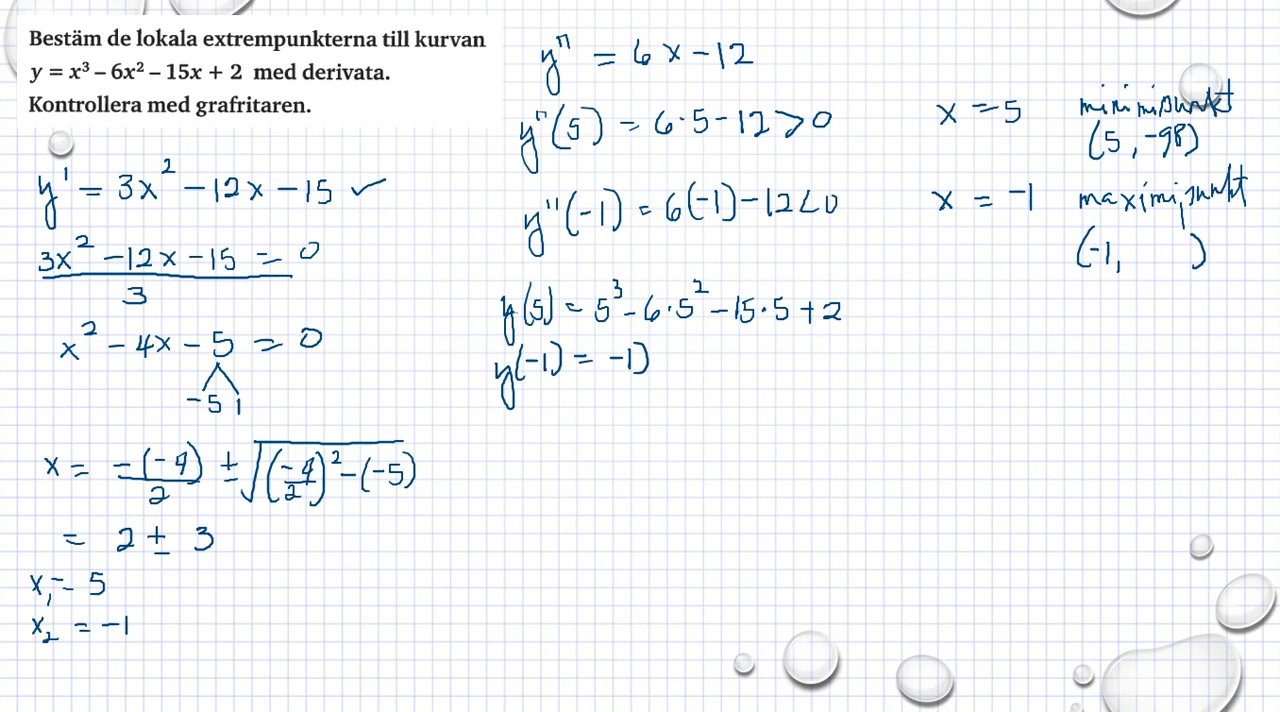 Bestäm de lokala extrempunkterna till kurvan
y = x³ – 6x² – 15x + 2 med derivata.
Kontrollera med grafritaren.
y' = 3x² - 12x - 15 ✓
3x² - 12x - 15 = 0
3
x² - 4x - 5 = 0
-5 1
x = -(-4)/2 ± √((-4/2)² - (-5))
= 2 ± 3
x₁ = 5
x₂ = -1
y" = 6x - 12
y"(5) = 6·5 - 12 > 0
y"(-1) = 6(-1) - 12 < 0
y(5) = 5³ - 6·5² - 15·5 + 2
y(-1) = -1)
x = 5 minimipunkt
(5, -98)
x = -1 maximipunkt
(-1, )